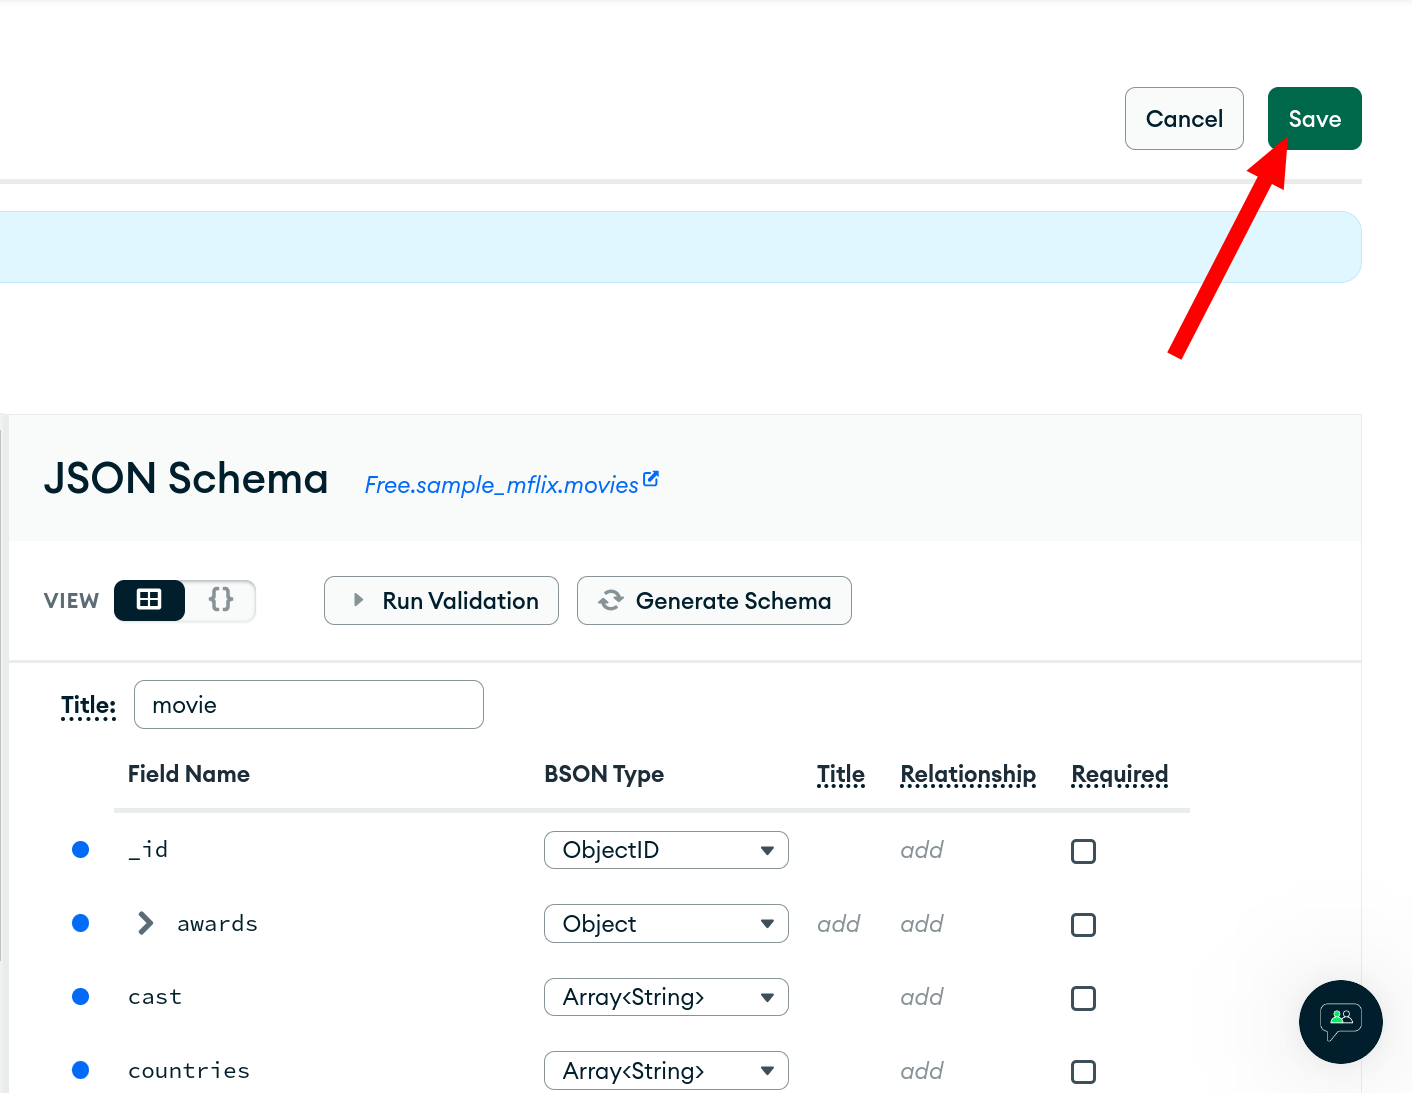 Cancel Save
JSON Schema Free.sample_mflix.movies
VIEW {} Run Validation Generate Schema
Title: movie
Field Name BSON Type Title Relationship Required
_id ObjectID add
awards Object add add
cast Array<String> add
countries Array<String> add